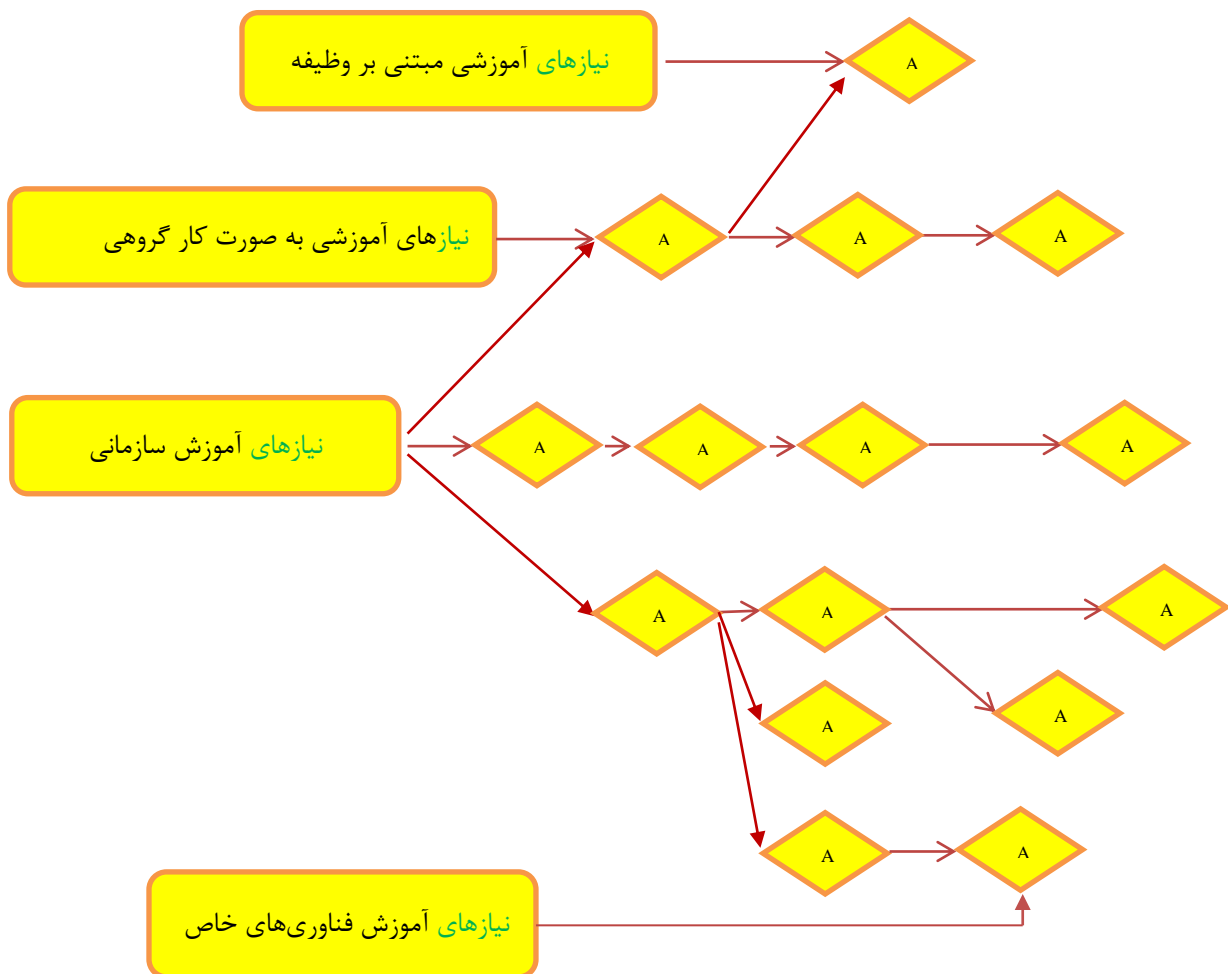 نیازهای آموزشی مبتنی بر وظیفه
A
نیازهای آموزشی به صورت کار گروهی
A
A
A
نیازهای آموزش سازمانی
A
A
A
A
A
A
A
A
A
A
A
نیازهای آموزش فناوری‌های خاص